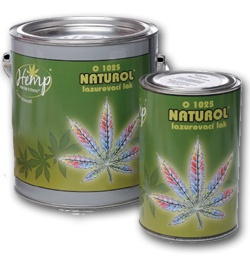 Hemp
O 1025
NATUROL
lazurovací lak
O 1025
NATUROL®
lazurovací lak